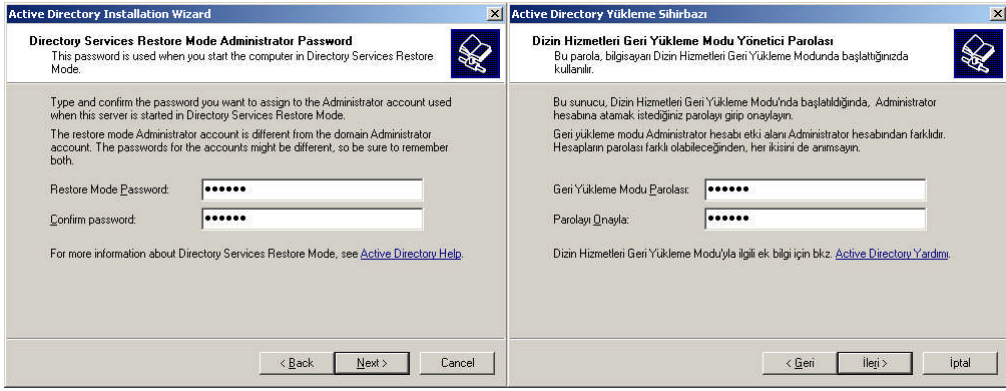 Active Directory Installation Wizard
Directory Services Restore Mode Administrator Password
This password is used when you start the computer in Directory Services Restore
Mode.
Type and confirm the password you want to assign to the Administrator account used
when this server is started in Directory Services Restore Mode.
The restore mode Administrator account is different from the domain Administrator
account. The passwords for the accounts might be different, so be sure to remember
both.
Restore Mode Password: ••••••
Confirm password: ••••••
For more information about Directory Services Restore Mode, see Active Directory Help.
< Back Next > Cancel
Active Directory Yükleme Sihirbazı
Dizin Hizmetleri Geri Yükleme Modu Yönetici Parolası
Bu parola, bilgisayarı Dizin Hizmetleri Geri Yükleme Modunda başlattığınızda
kullanılır.
Bu sunucu, Dizin Hizmetleri Geri Yükleme Modu'nda başlatıldığında, Administrator
hesabına atamak istediğiniz parolayı girip onaylayın.
Geri yükleme modu Administrator hesabı etki alanı Administrator hesabından farklıdır.
Hesapların parolası farklı olabileceğinden, her ikisini de anımsayın.
Geri Yükleme Modu Parolası: ••••••
Parolayı Onayla: ••••••
Dizin Hizmetleri Geri Yükleme Modu'yla ilgili ek bilgi için bkz. Active Directory Yardımı.
< Geri İleri > İptal